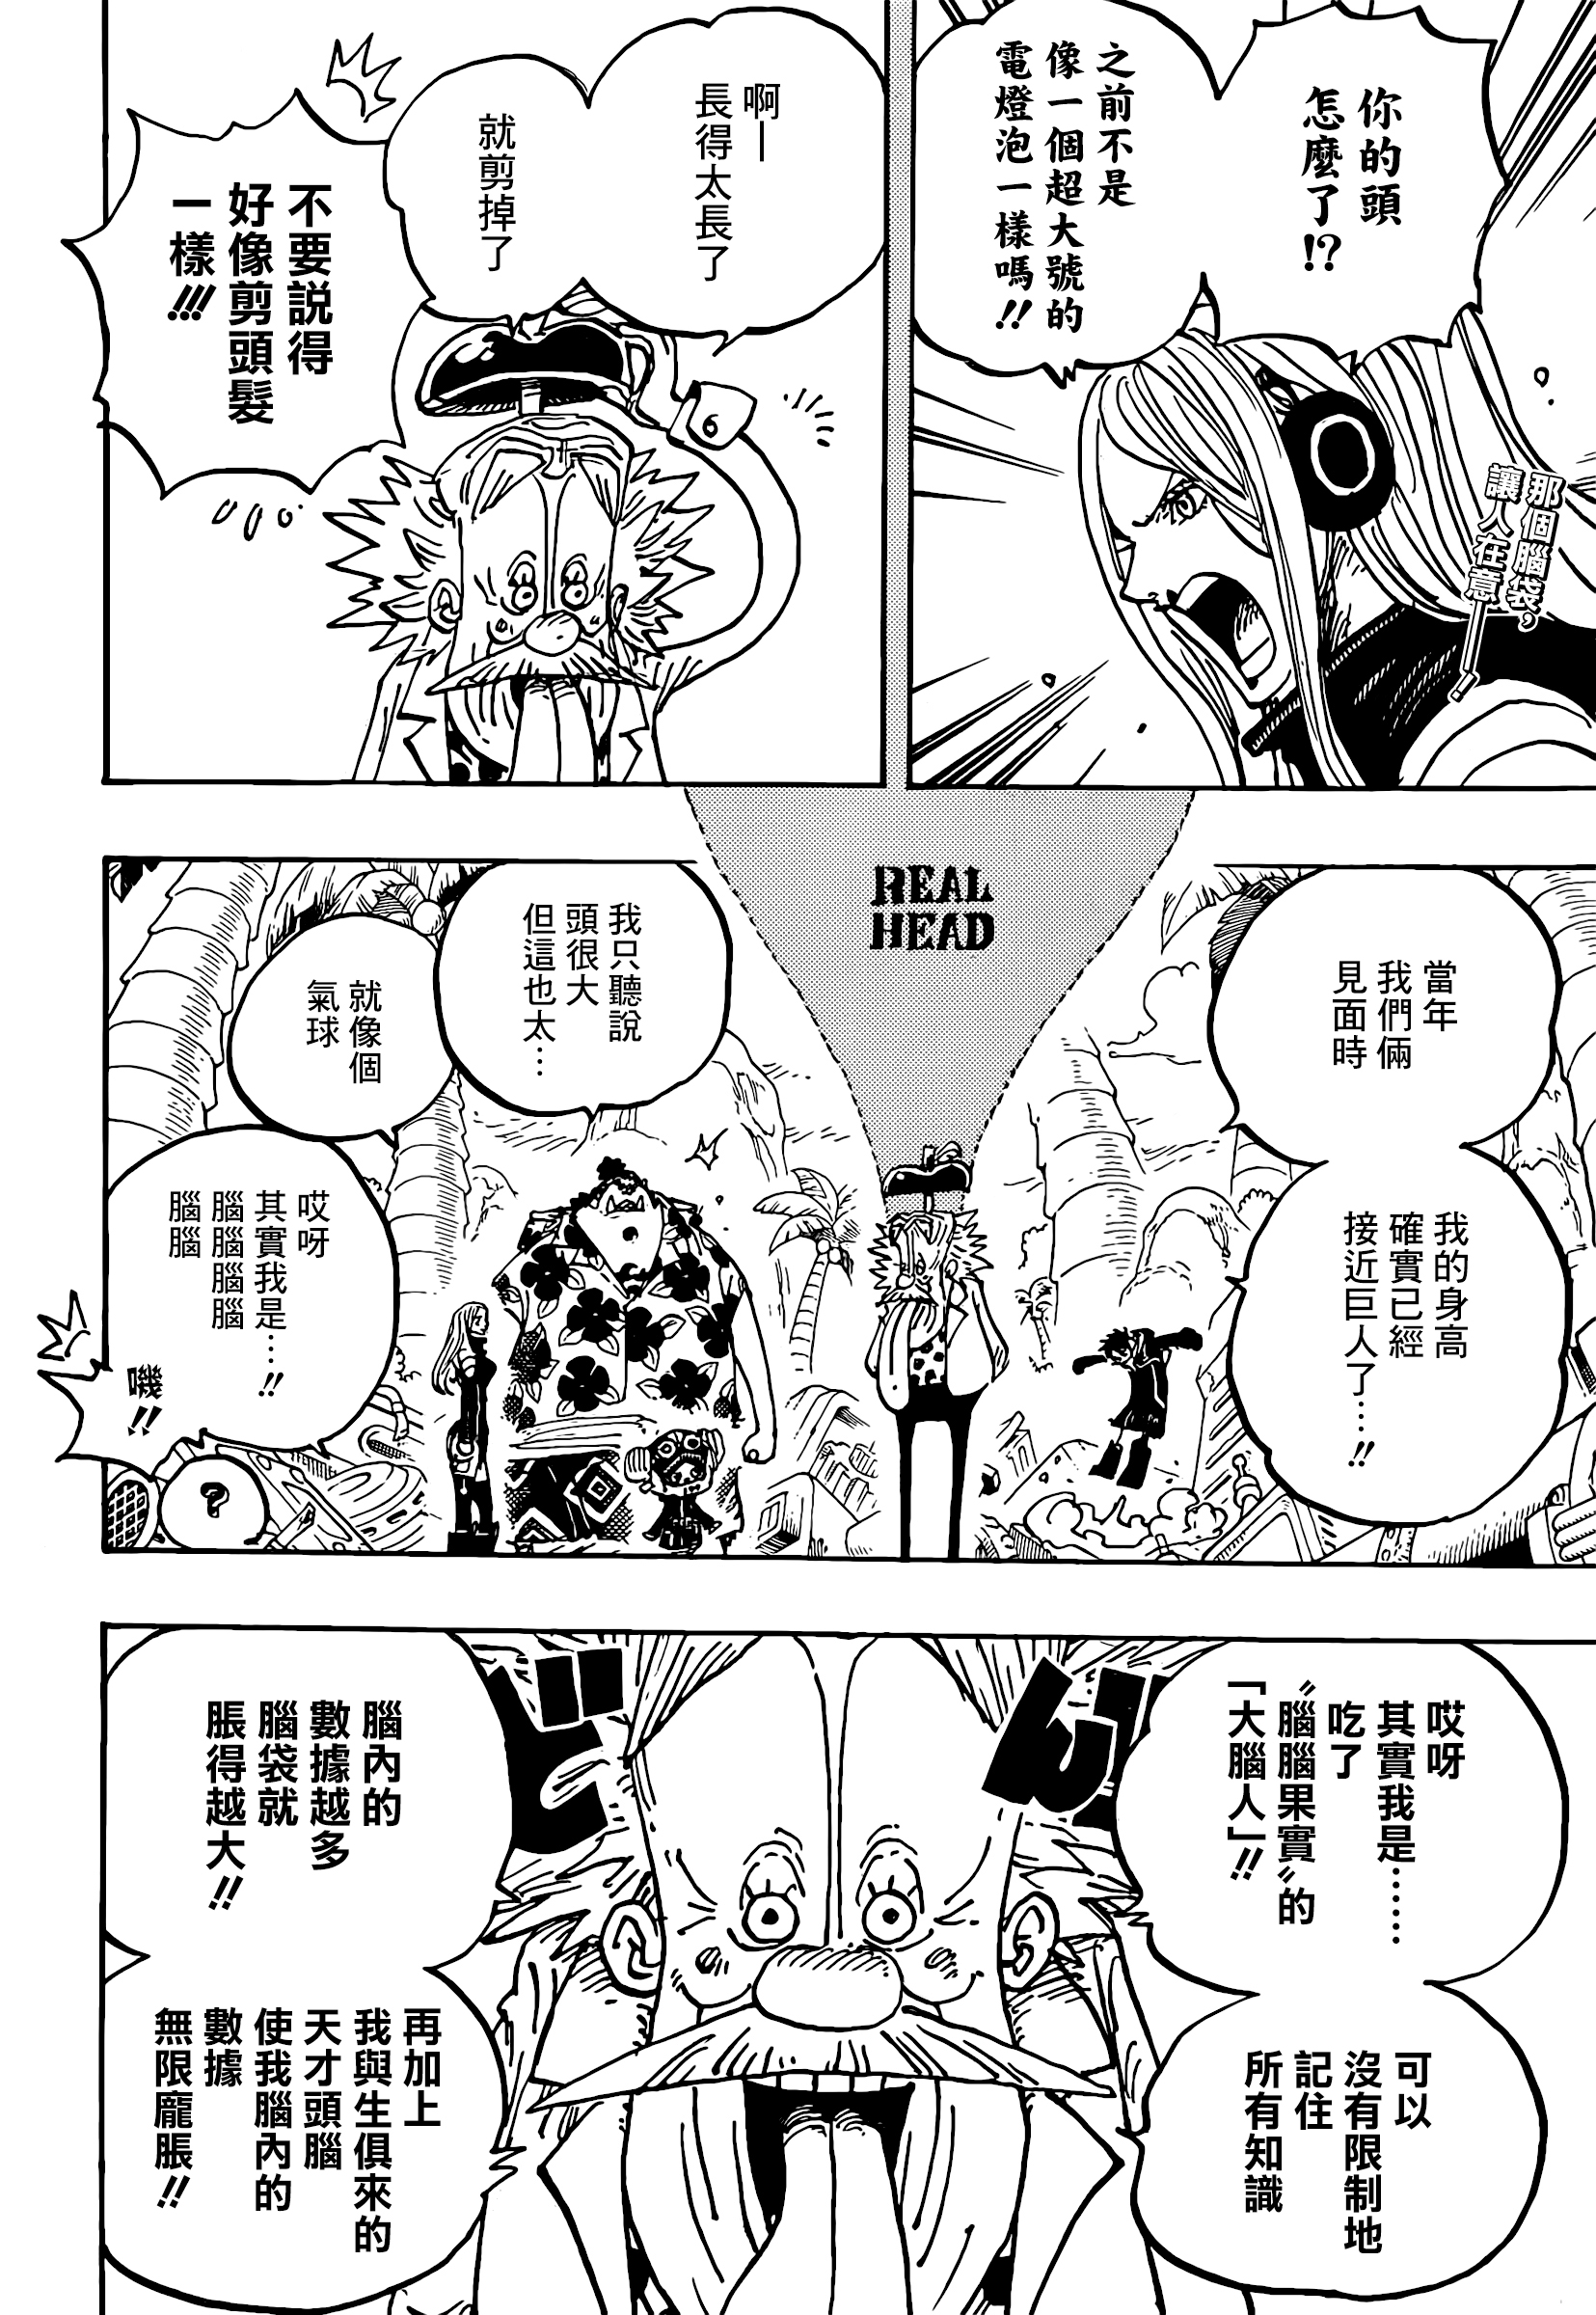 你的頭
怎麼了!?
之前不是
像一個超大號的
電燈泡一樣嗎!!
那個腦袋，
讓人在意
啊—
長得太長了
就剪掉了
不要説得
好像剪頭髮
一樣!!!
6
REAL
HEAD
當年
我們倆
見面時
我的身高
確實已經
接近巨人了…!!
我只聽說
頭很大
但這也太…
就像個
氣球
哎呀
其實我是…!!
腦腦腦腦
腦腦
嘰!!
?
哎呀
其實我是……
吃了
〝腦腦果實〞的
「大腦人」!!
可以
沒有限制地
記住
所有知識
腦內的
數據越多
腦袋就
脹得越大!!
再加上
我與生俱來的
天才頭腦
使我腦內的
數據
無限龐脹!!